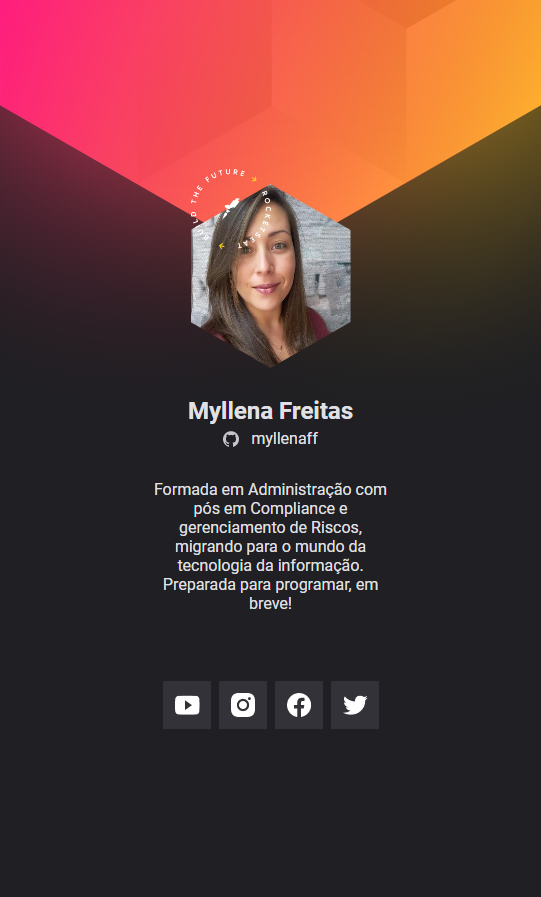 BUILD THE FUTURE
ROCKETSEAT
Myllena Freitas
myllenaff
Formada em Administração com
pós em Compliance e
gerenciamento de Riscos,
migrando para o mundo da
tecnologia da informação.
Preparada para programar, em
breve!